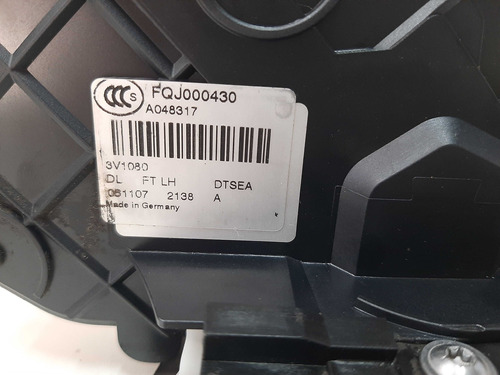 CCC S FQJ000430
A048317
3V1080
DL FT LH DTSEA
051107 2138 A
Made in Germany